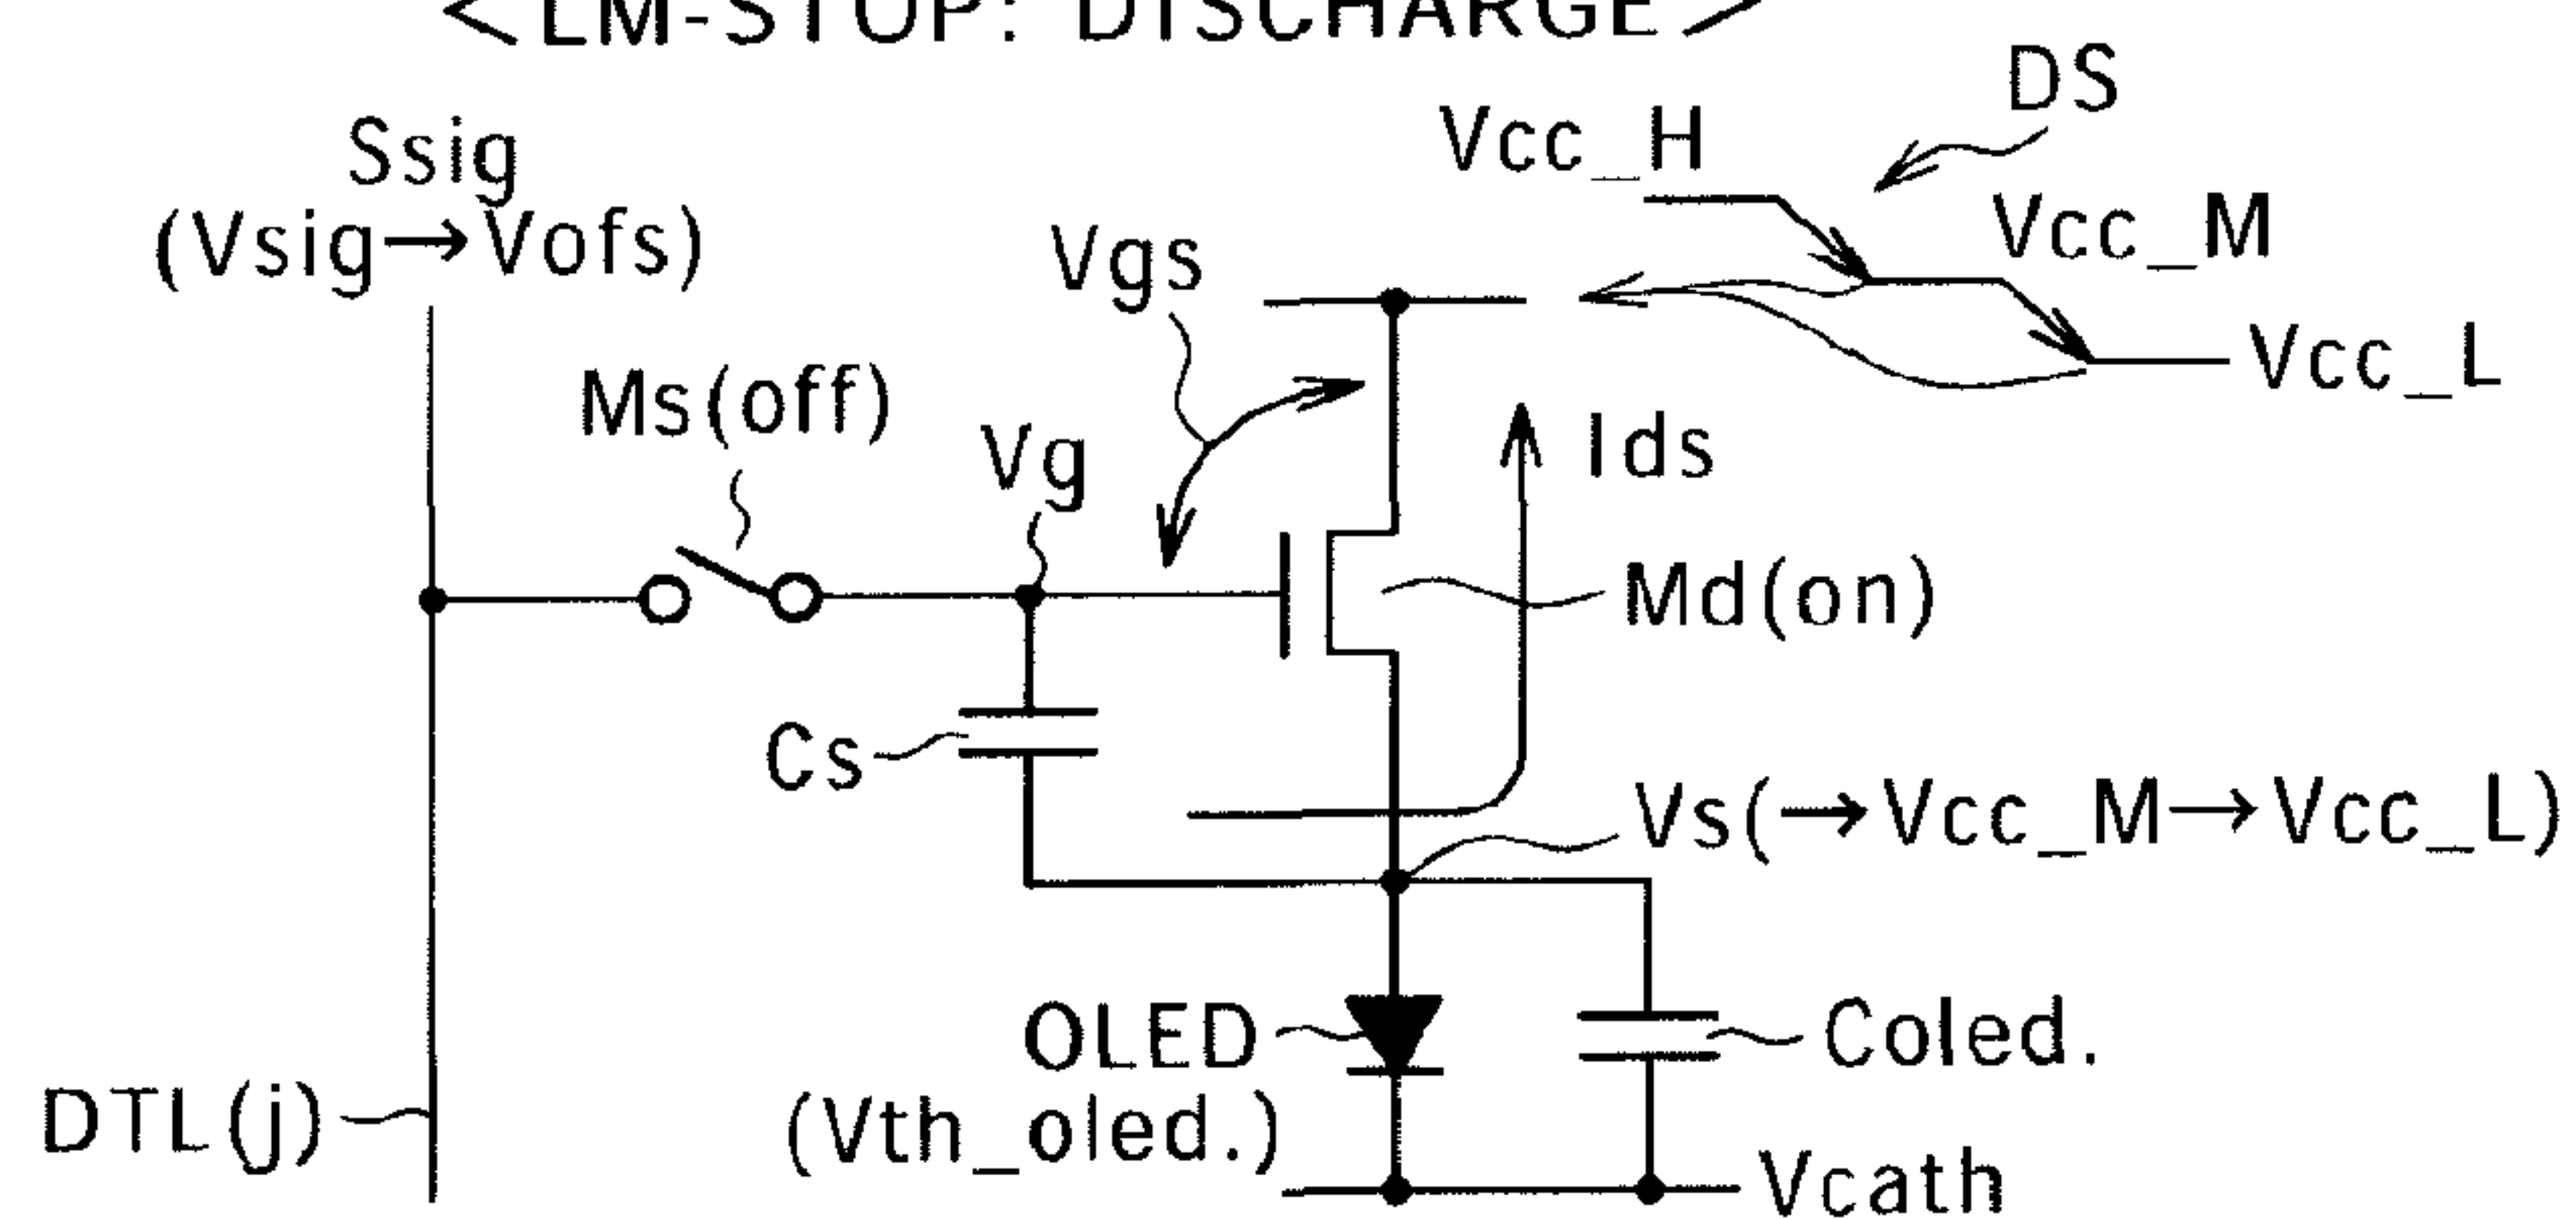 <LM-STOP: DISCHARGE>
DS
Vcc_H
Ssig
(Vsig→Vofs)
Vcc_M
Vgs
Vcc_L
Ms(off)
Vg
Ids
Md(on)
Cs
Vs(→Vcc_M→Vcc_L)
OLED
(Vth_oled.)
Coled.
DTL(j)
Vcath